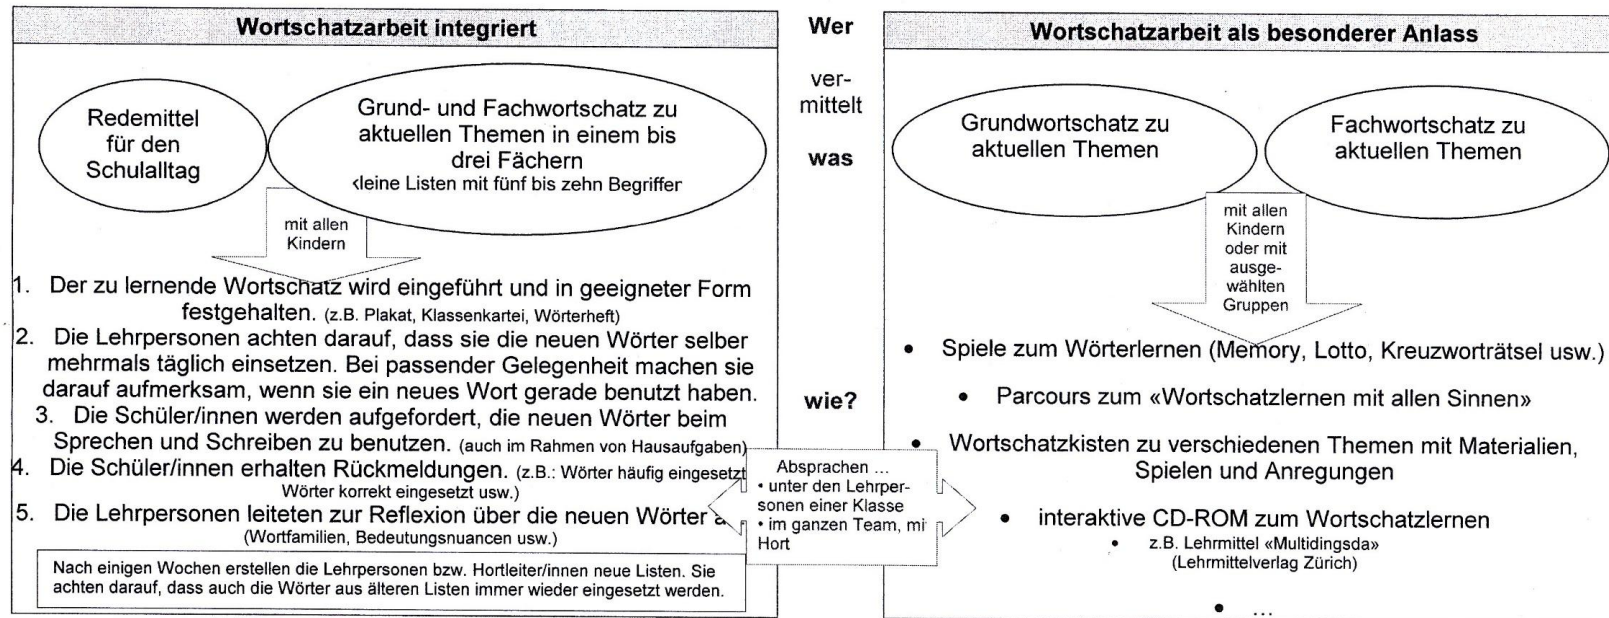 Wortschatzarbeit integriert
Redemittel
für den
Schulalltag
Grund- und Fachwortschatz zu
aktuellen Themen in einem bis
drei Fächern
kleine Listen mit fünf bis zehn Begriffen
mit allen
Kindern
1. Der zu lernende Wortschatz wird eingeführt und in geeigneter Form
festgehalten. (z.B. Plakat, Klassenkartei, Wörterheft)
2. Die Lehrpersonen achten darauf, dass sie die neuen Wörter selber
mehrmals täglich einsetzen. Bei passender Gelegenheit machen sie
darauf aufmerksam, wenn sie ein neues Wort gerade benutzt haben.
3. Die Schüler/innen werden aufgefordert, die neuen Wörter beim
Sprechen und Schreiben zu benutzen. (auch im Rahmen von Hausaufgaben)
4. Die Schüler/innen erhalten Rückmeldungen. (z.B.: Wörter häufig eingesetzt
Wörter korrekt eingesetzt usw.)
5. Die Lehrpersonen leiteten zur Reflexion über die neuen Wörter a
(Wortfamilien, Bedeutungsnuancen usw.)
Nach einigen Wochen erstellen die Lehrpersonen bzw. Hortleiter/innen neue Listen. Sie
achten darauf, dass auch die Wörter aus älteren Listen immer wieder eingesetzt werden.
Wer
ver-
mittelt
was
wie?
Absprachen ...
• unter den Lehrper-
sonen einer Klasse
• im ganzen Team, mi
Hort
Wortschatzarbeit als besonderer Anlass
Grundwortschatz zu
aktuellen Themen
Fachwortschatz zu
aktuellen Themen
mit allen
Kindern
oder mit
ausge-
wählten
Gruppen
• Spiele zum Wörterlernen (Memory, Lotto, Kreuzworträtsel usw.)
• Parcours zum «Wortschatzlernen mit allen Sinnen»
• Wortschatzkisten zu verschiedenen Themen mit Materialien,
Spielen und Anregungen
• interaktive CD-ROM zum Wortschatzlernen
• z.B. Lehrmittel «Multidingsda»
(Lehrmittelverlag Zürich)
• ...